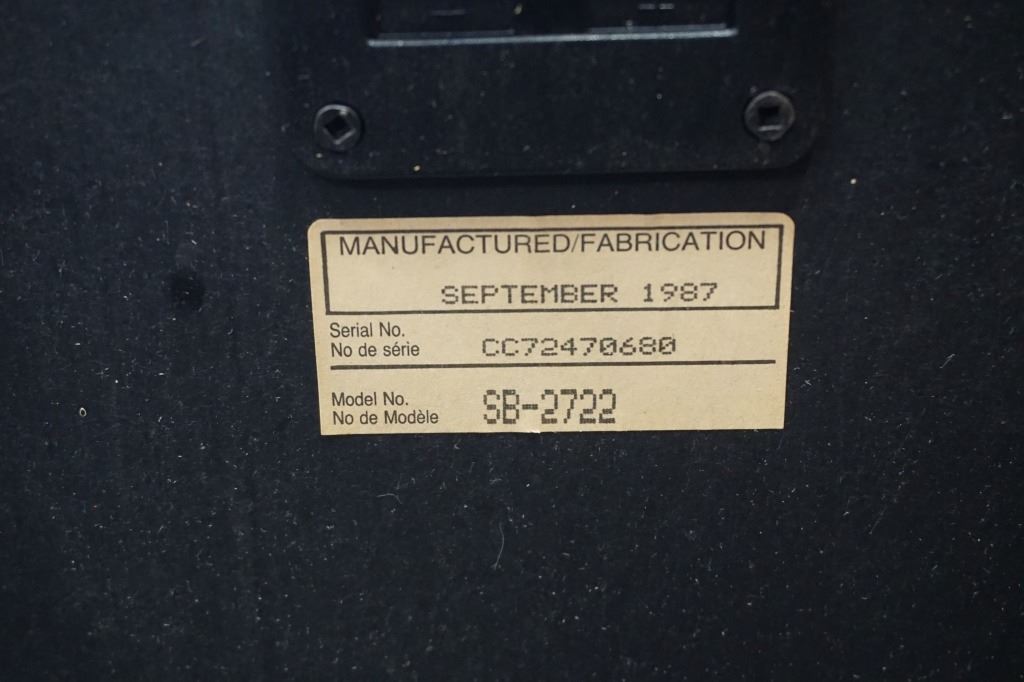 MANUFACTURED/FABRICATION
SEPTEMBER 1987
Serial No.
No de série CC72470680
Model No.
No de Modèle SB-2722